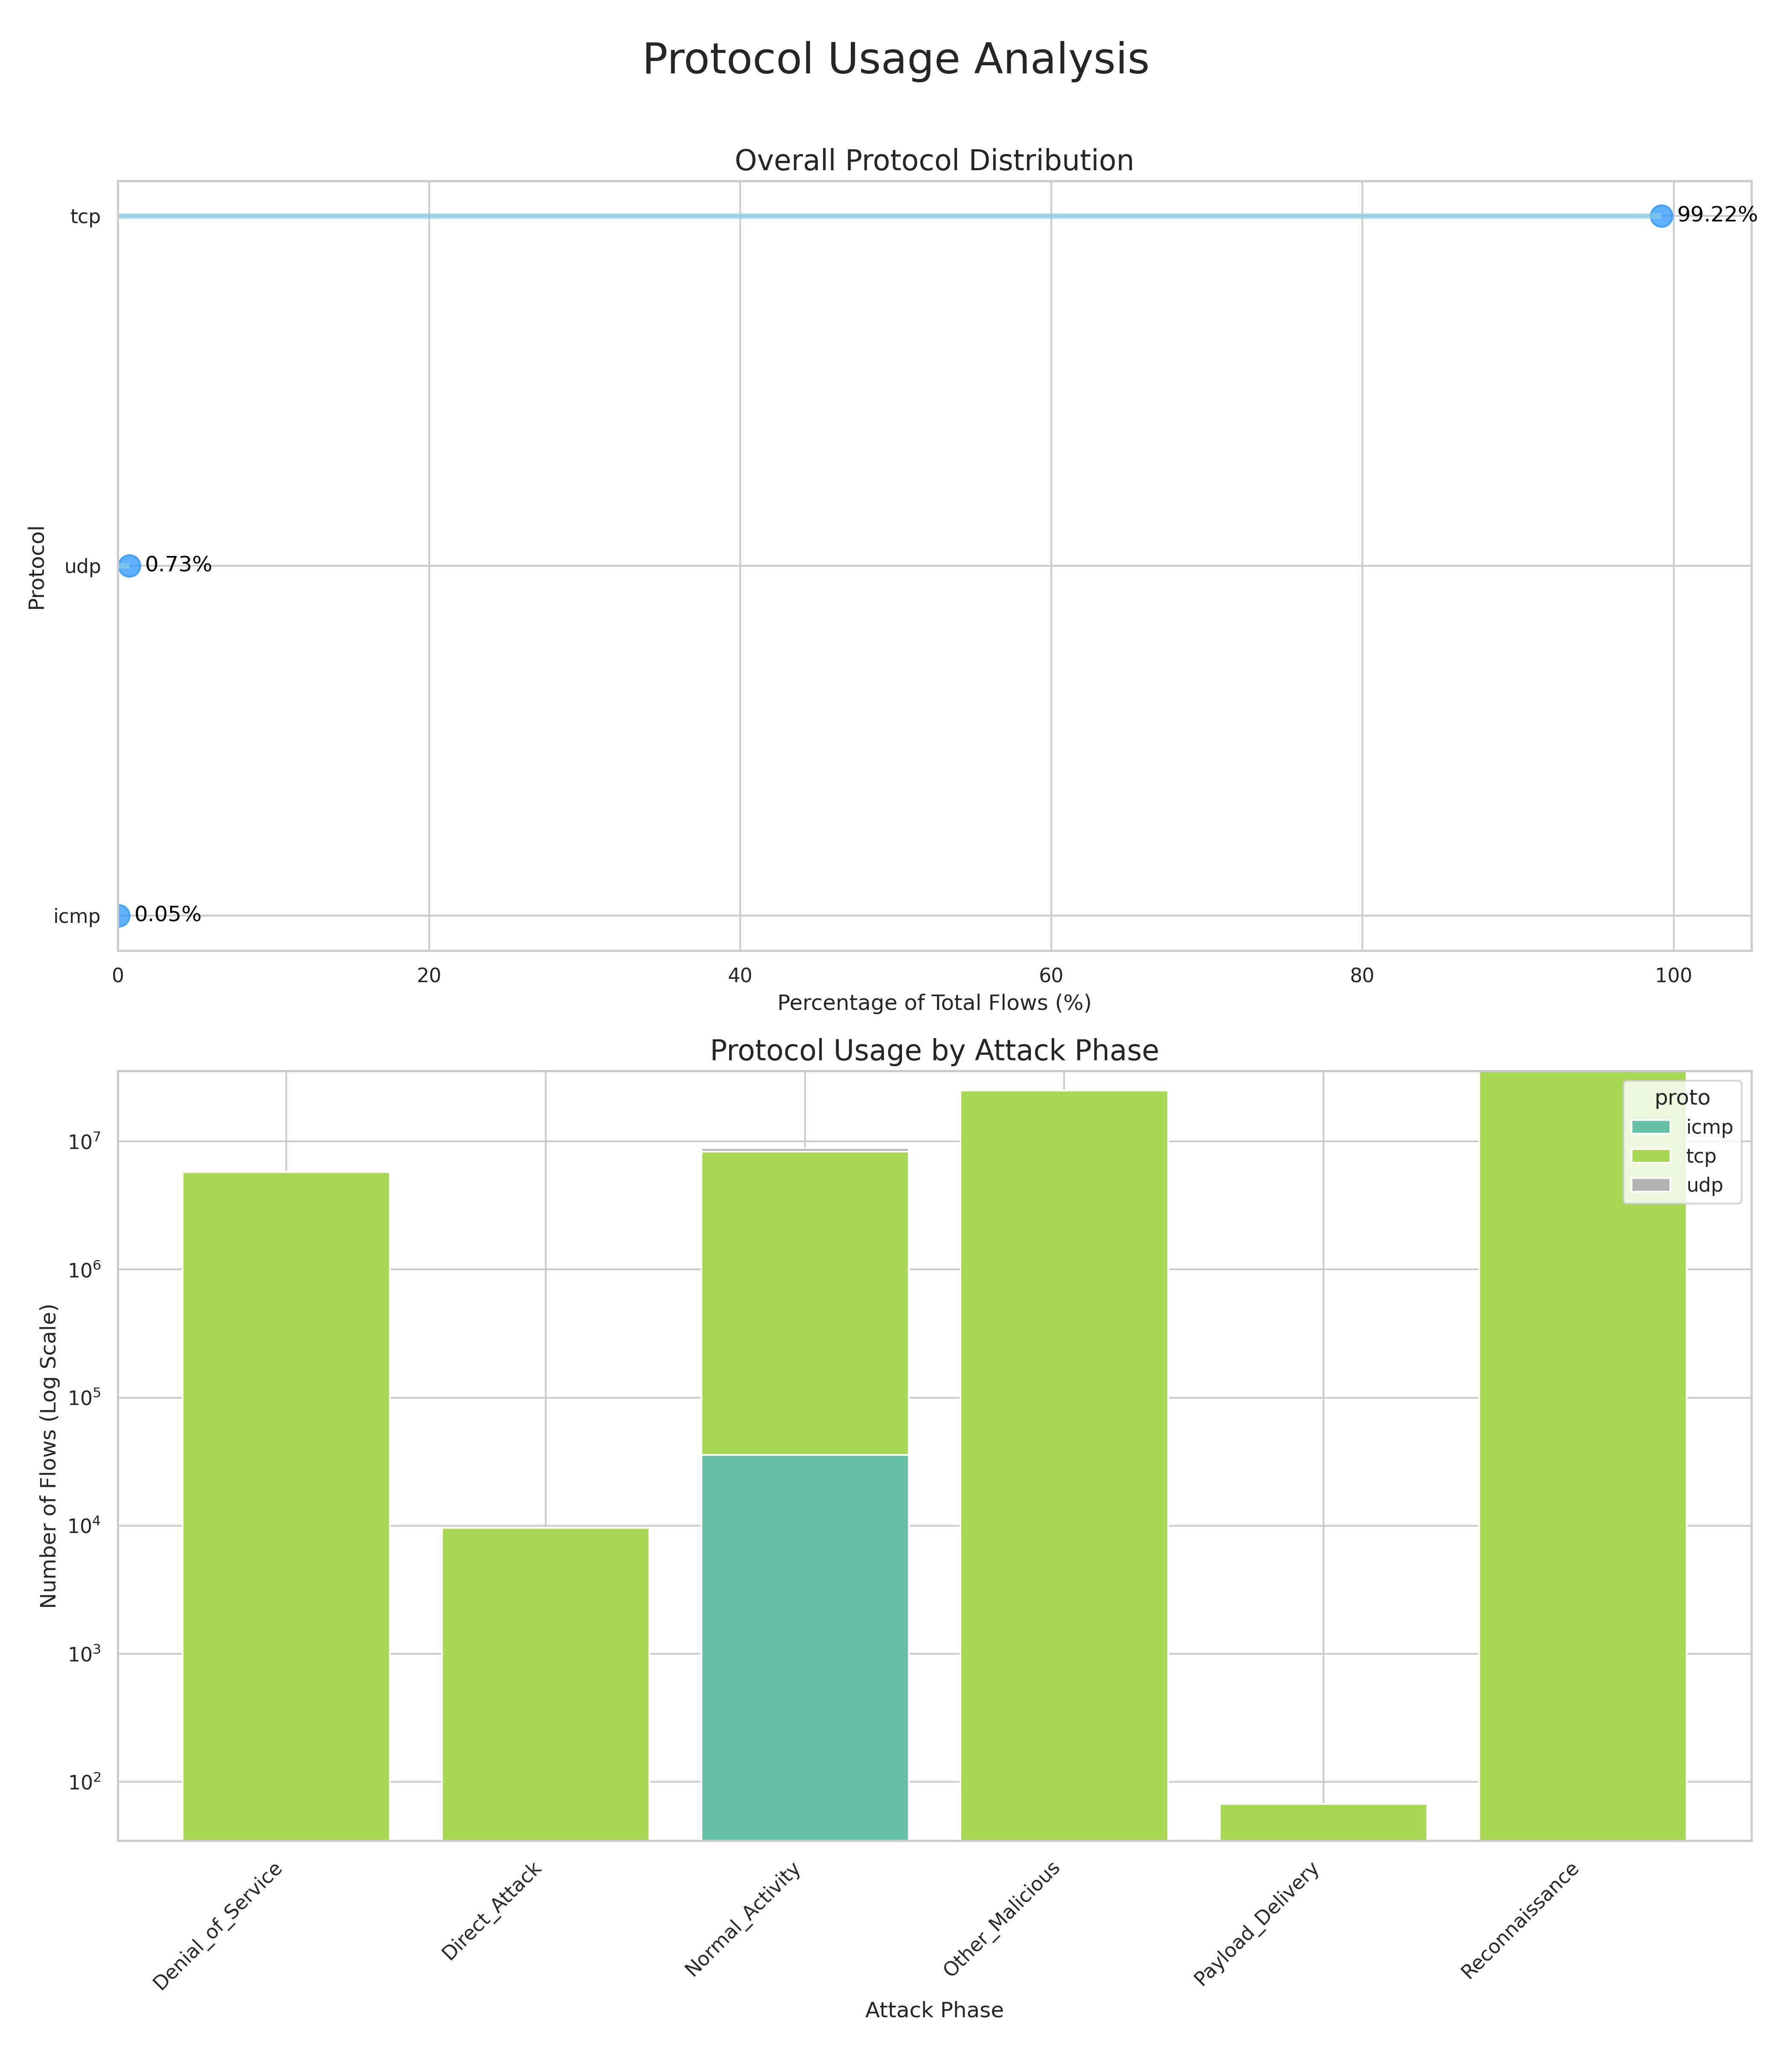 Protocol Usage Analysis
Overall Protocol Distribution
tcp
99.22%
Protocol
udp
0.73%
icmp
0.05%
0 20 40 60 80 100
Percentage of Total Flows (%)
Protocol Usage by Attack Phase
proto
icmp
tcp
udp
Number of Flows (Log Scale)
10⁷
10⁶
10⁵
10⁴
10³
10²
Denial_of_Service
Direct_Attack
Normal_Activity
Other_Malicious
Payload_Delivery
Reconnaissance
Attack Phase